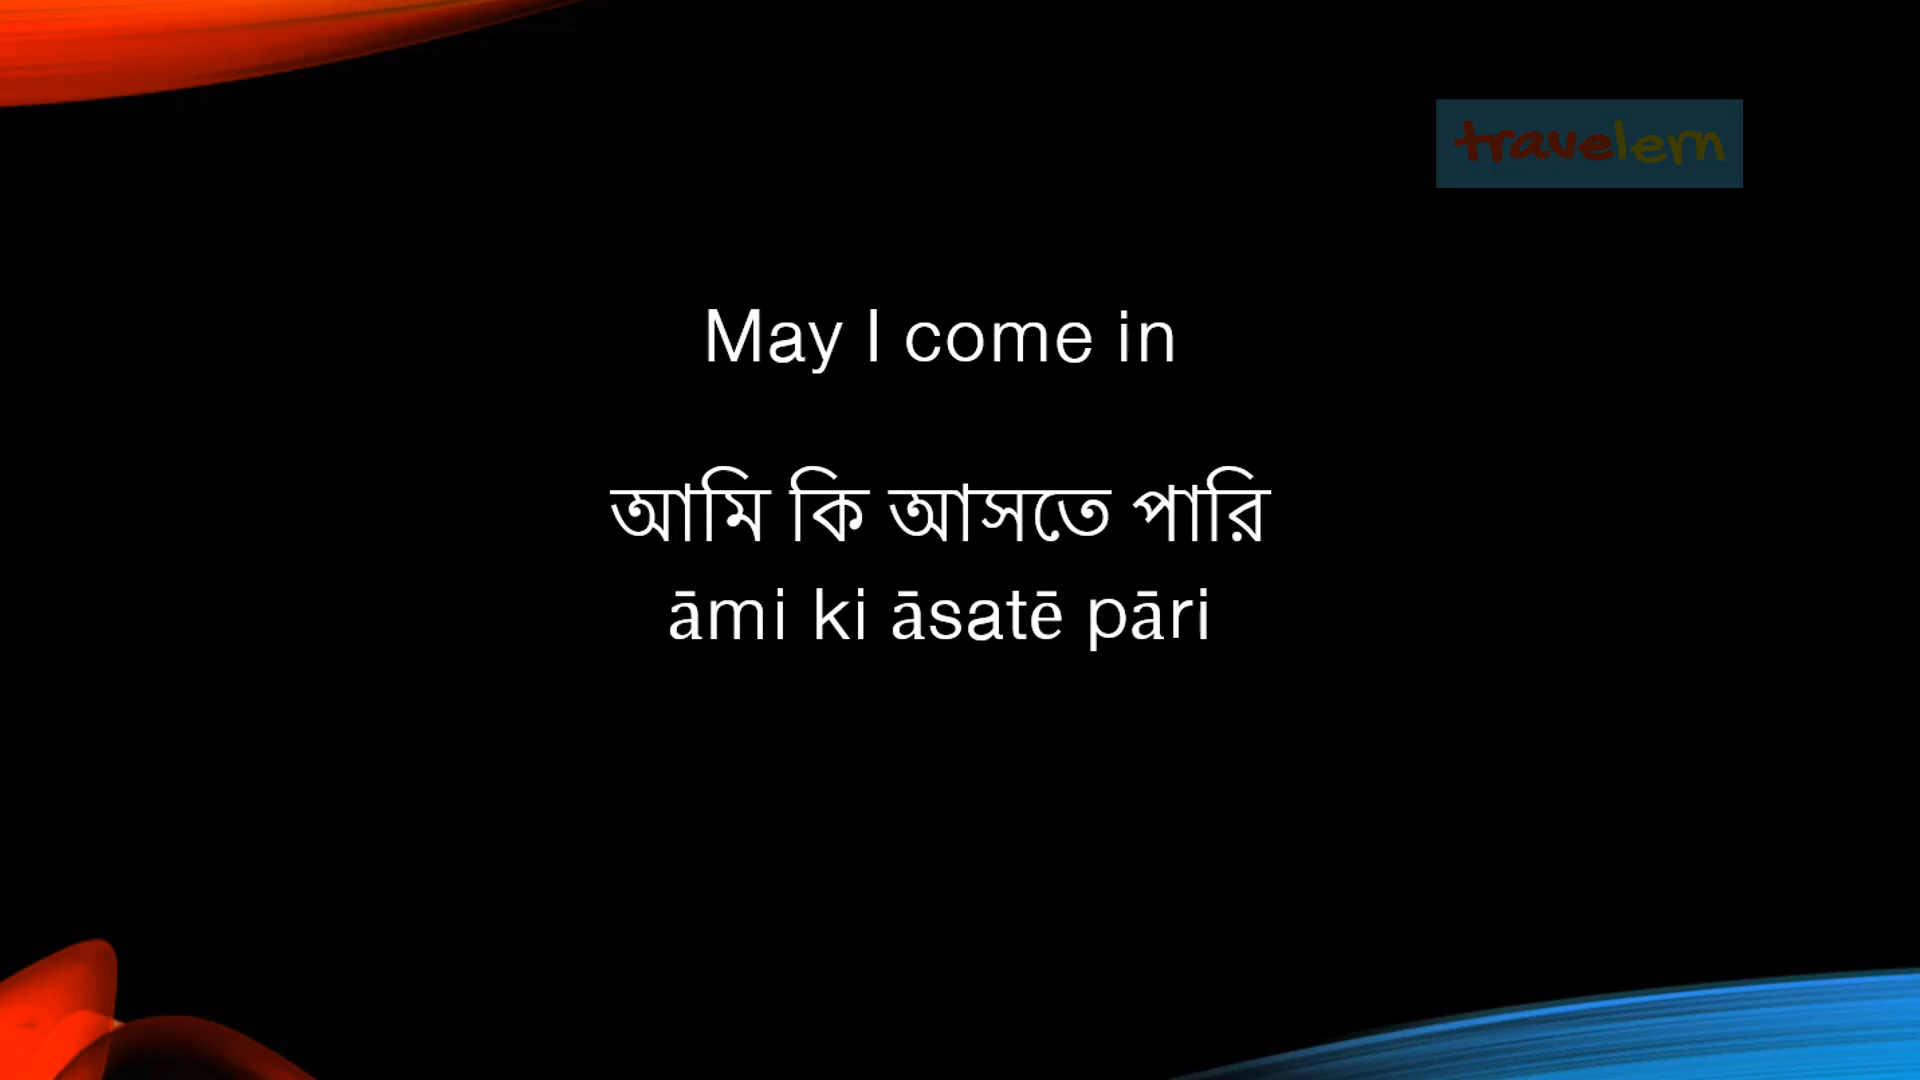 travelern
May I come in
আমি কি আসতে পারি
āmi ki āsatē pāri